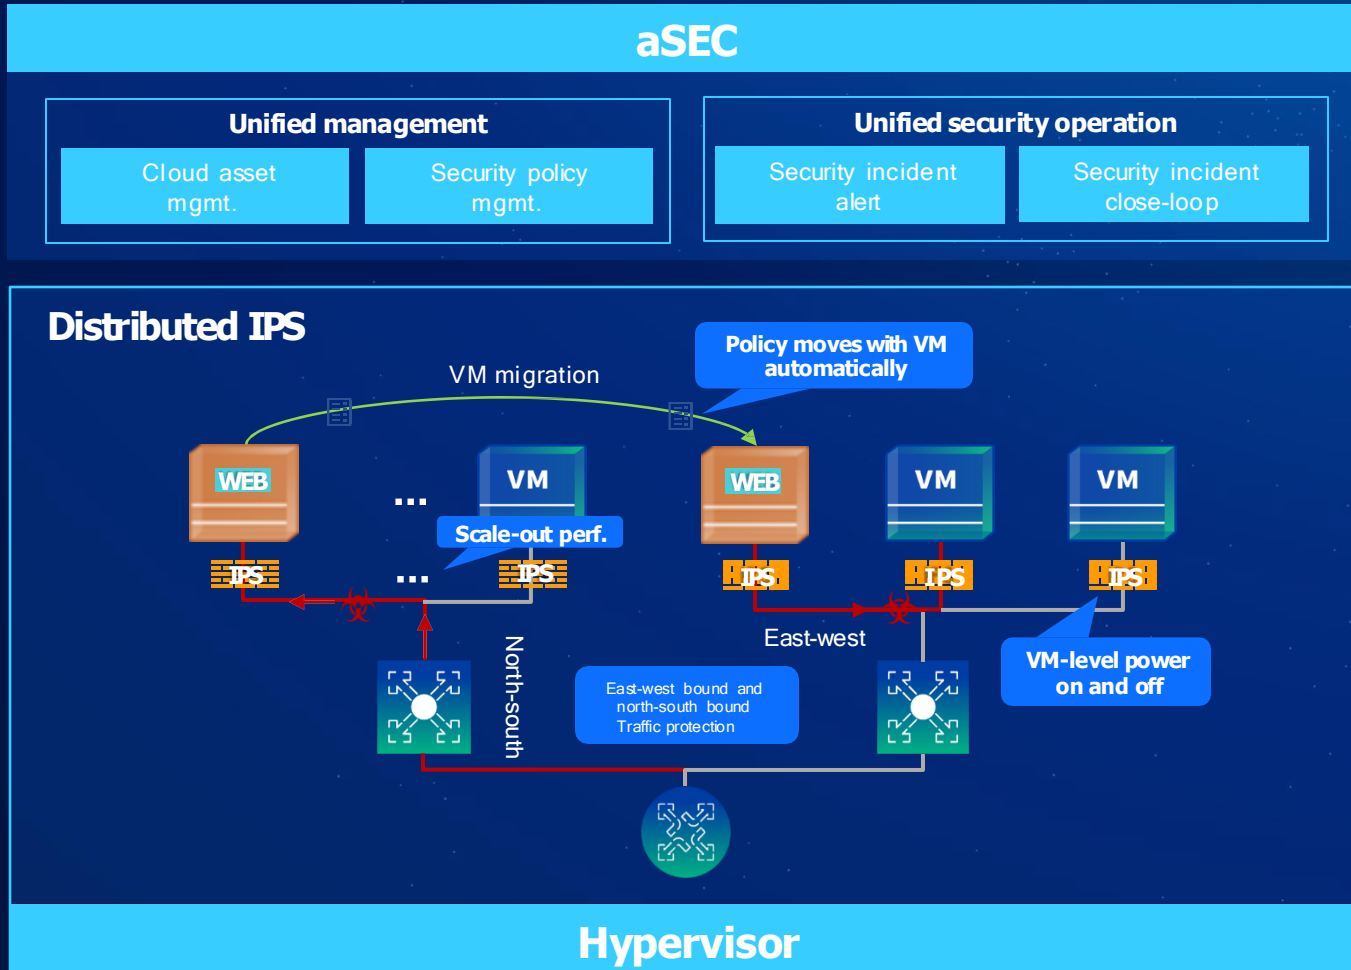 aSEC
Unified management
Cloud asset
mgmt.
Security policy
mgmt.
Unified security operation
Security incident
alert
Security incident
close-loop
Distributed IPS
VM migration
Policy moves with VM
automatically
WEB
...
VM
WEB
VM
VM
Scale-out perf.
IPS
...
IPS
IPS
IPS
IPS
North-south
East-west
East-west bound and
north-south bound
Traffic protection
VM-level power
on and off
Hypervisor